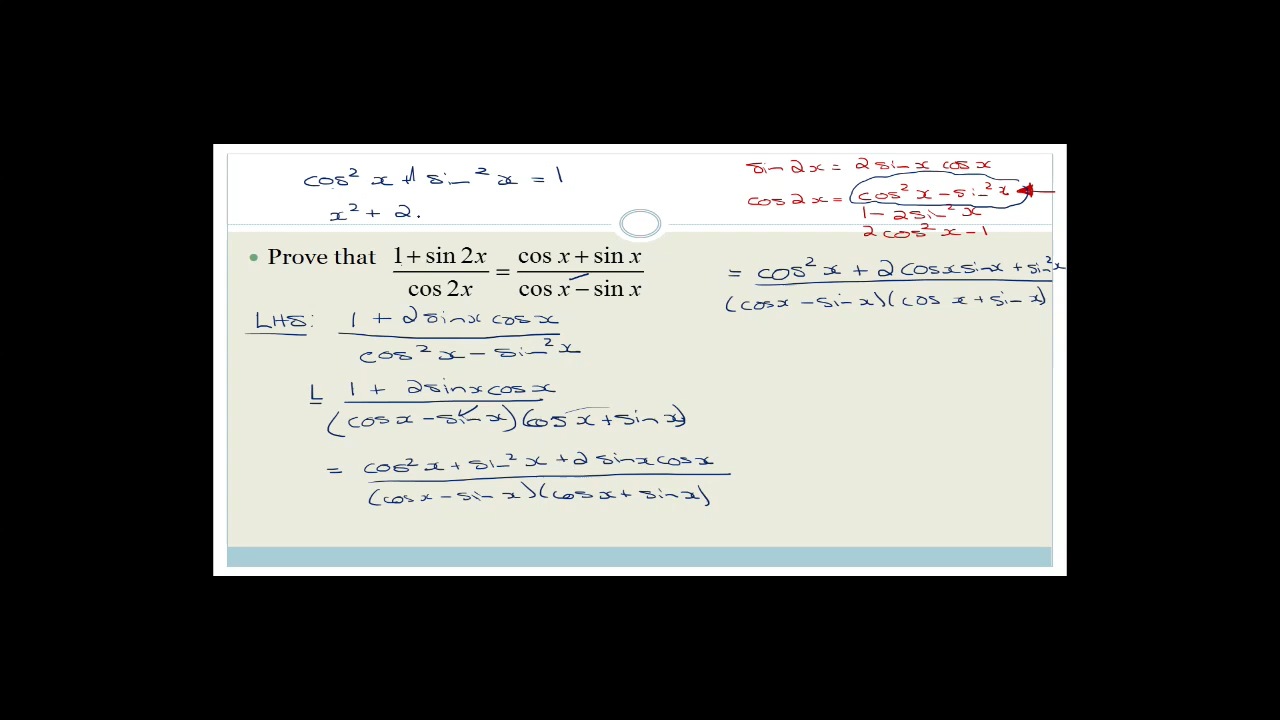 cos² x + sin² x = 1
x² + 2.
sin 2x = 2 sin x cos x
cos 2x = cos² x - sin² x
1 - 2 sin² x
2 cos² x - 1
• Prove that (1 + sin 2x)/(cos 2x) = (cos x + sin x)/(cos x − sin x)
LHS: (1 + 2 sin x cos x)/(cos² x - sin² x)
L (1 + 2 sin x cos x)/((cos x - sin x)(cos x + sin x))
= (cos² x + sin² x + 2 sin x cos x)/((cos x - sin x)(cos x + sin x))
= (cos² x + 2 cos x sin x + sin² x)/((cos x - sin x)(cos x + sin x))